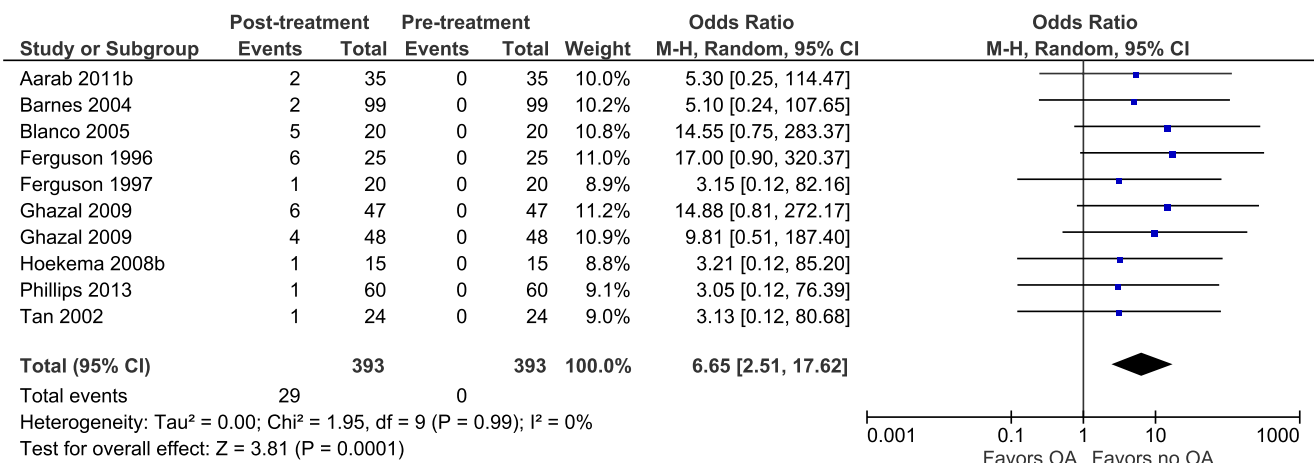 Post-treatment Pre-treatment Odds Ratio Odds Ratio
Study or Subgroup Events Total Events Total Weight M-H, Random, 95% CI M-H, Random, 95% CI
Aarab 2011b 2 35 0 35 10.0% 5.30 [0.25, 114.47]
Barnes 2004 2 99 0 99 10.2% 5.10 [0.24, 107.65]
Blanco 2005 5 20 0 20 10.8% 14.55 [0.75, 283.37]
Ferguson 1996 6 25 0 25 11.0% 17.00 [0.90, 320.37]
Ferguson 1997 1 20 0 20 8.9% 3.15 [0.12, 82.16]
Ghazal 2009 6 47 0 47 11.2% 14.88 [0.81, 272.17]
Ghazal 2009 4 48 0 48 10.9% 9.81 [0.51, 187.40]
Hoekema 2008b 1 15 0 15 8.8% 3.21 [0.12, 85.20]
Phillips 2013 1 60 0 60 9.1% 3.05 [0.12, 76.39]
Tan 2002 1 24 0 24 9.0% 3.13 [0.12, 80.68]
Total (95% CI) 393 393 100.0% 6.65 [2.51, 17.62]
Total events 29 0
Heterogeneity: Tau² = 0.00; Chi² = 1.95, df = 9 (P = 0.99); I² = 0%
Test for overall effect: Z = 3.81 (P = 0.0001)
0.001 0.1 1 10 1000
Favors OA Favors no OA